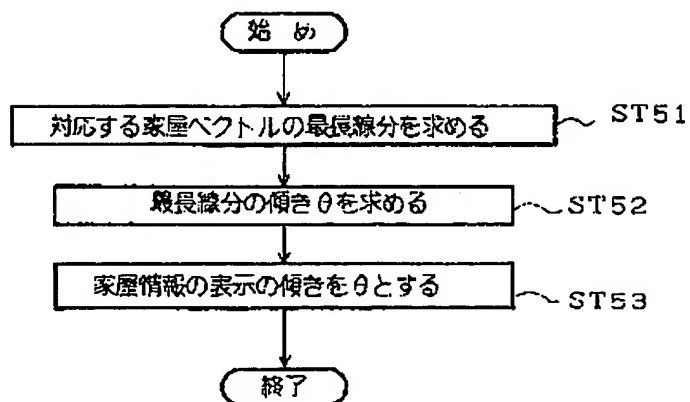 始め
対応する家屋ベクトルの最長線分を求める
ST51
最長線分の傾きθを求める
ST52
家屋情報の表示の傾きをθとする
ST53
終了